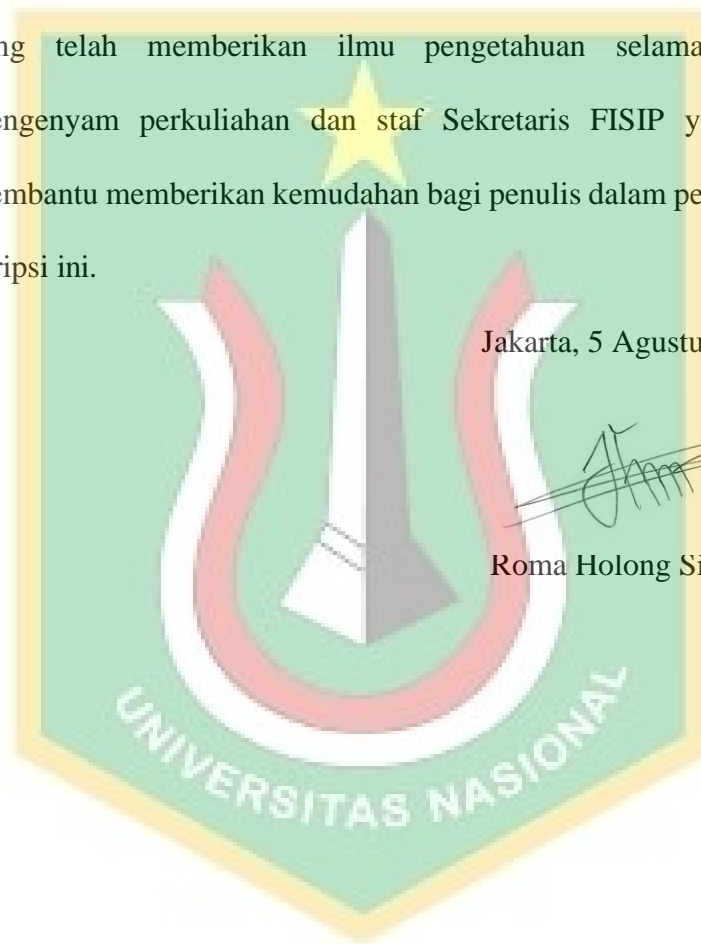 ng telah memberikan ilmu pengetahuan selama
engenyam perkuliahan dan staf Sekretaris FISIP y
embantu memberikan kemudahan bagi penulis dalam pe
ripsi ini.
Jakarta, 5 Agustu
Roma Holong Si
UNIVERSITAS NASIONAL